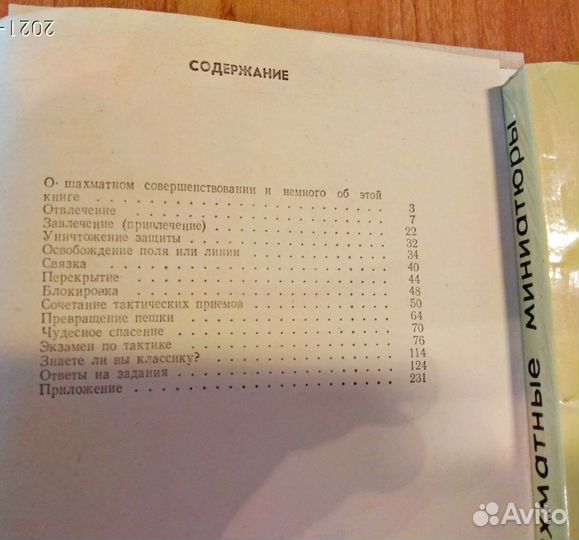 2021-
СОДЕРЖАНИЕ
О шахматном совершенствовании и немного об этой
книге . . . . . . . . . 3
Отвлечение . . . . . . . . . 7
Завлечение (привлечение) . . . . . . 22
Уничтожение защиты . . . . . . . 32
Освобождение поля или линии . . . . . 34
Связка . . . . . . . . . 40
Перекрытие . . . . . . . . . 44
Блокировка . . . . . . . . . 48
Сочетание тактических приемов . . . . . 50
Превращение пешки . . . . . . . 64
Чудесное спасение . . . . . . . 70
Экзамен по тактике . . . . . . . 76
Знаете ли вы классику? . . . . . . 114
Ответы на задания . . . . . . . 124
Приложение . . . . . . . . . 231
хматные миниатюры
Avito